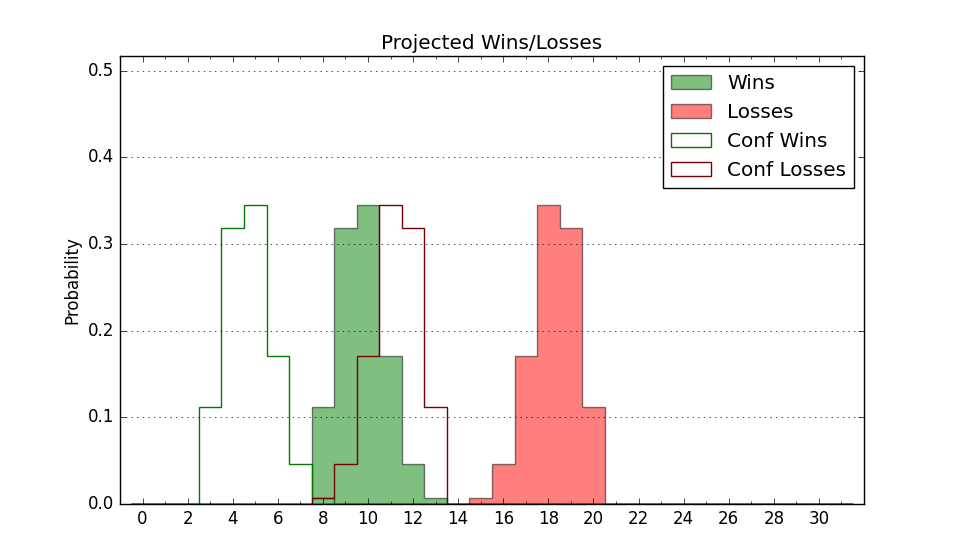 Projected Wins/Losses
0.5
0.4
0.3
0.2
0.1
0.0
Probability
Wins
Losses
Conf Wins
Conf Losses
0 2 4 6 8 10 12 14 16 18 20 22 24 26 28 30